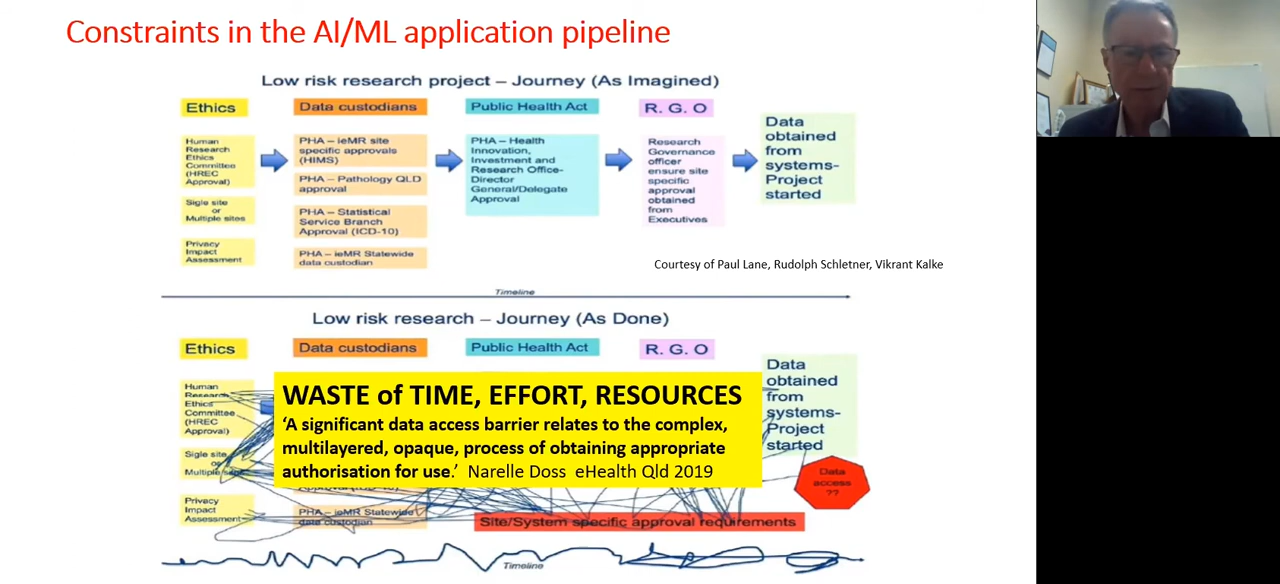 Constraints in the AI/ML application pipeline
Low risk research project – Journey (As Imagined)
Ethics
Data custodians
Public Health Act
R. G. O
Human
Research
Ethics
Committee
(HREC
Approval)
Sigle site
or
Multiple sites
Privacy
Impact
Assessment
PHA – ieMR site
specific approvals
(HIMS)
PHA – Pathology QLD
approval
PHA – Statistical
Service Branch
Approval (ICD-10)
PHA – ieMR Statewide
data custodian
PHA – Health
Innovation,
Investment and
Research Office-
Director
General/Delegate
Approval
Research
Governance
officer
ensure site
specific
approval
obtained
from
Executives
Data
obtained
from
systems-
Project
started
Courtesy of Paul Lane, Rudolph Schletner, Vikrant Kalke
Timeline
Low risk research – Journey (As Done)
Ethics
Data custodians
Public Health Act
R. G. O
Human
Research
Ethics
Committee
(HREC
Approval)
Sigle site
or
Multiple sites
Privacy
Impact
Assessment
WASTE of TIME, EFFORT, RESOURCES
‘A significant data access barrier relates to the complex,
multilayered, opaque, process of obtaining appropriate
authorisation for use.’ Narelle Doss eHealth Qld 2019
PHA – ieMR Statewide
data custodian
Site/System specific approval requirements
Data
obtained
from
systems-
Project
started
Data
access
??
Timeline